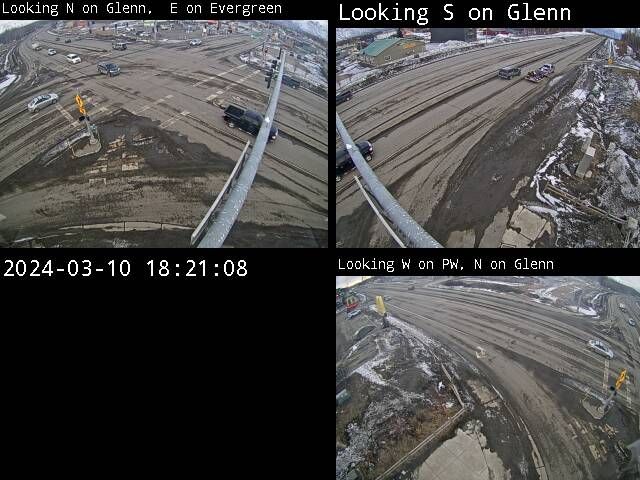 Looking N on Glenn,  E on Evergreen
Looking S on Glenn
2024-03-10 18:21:08
Looking W on PW, N on Glenn